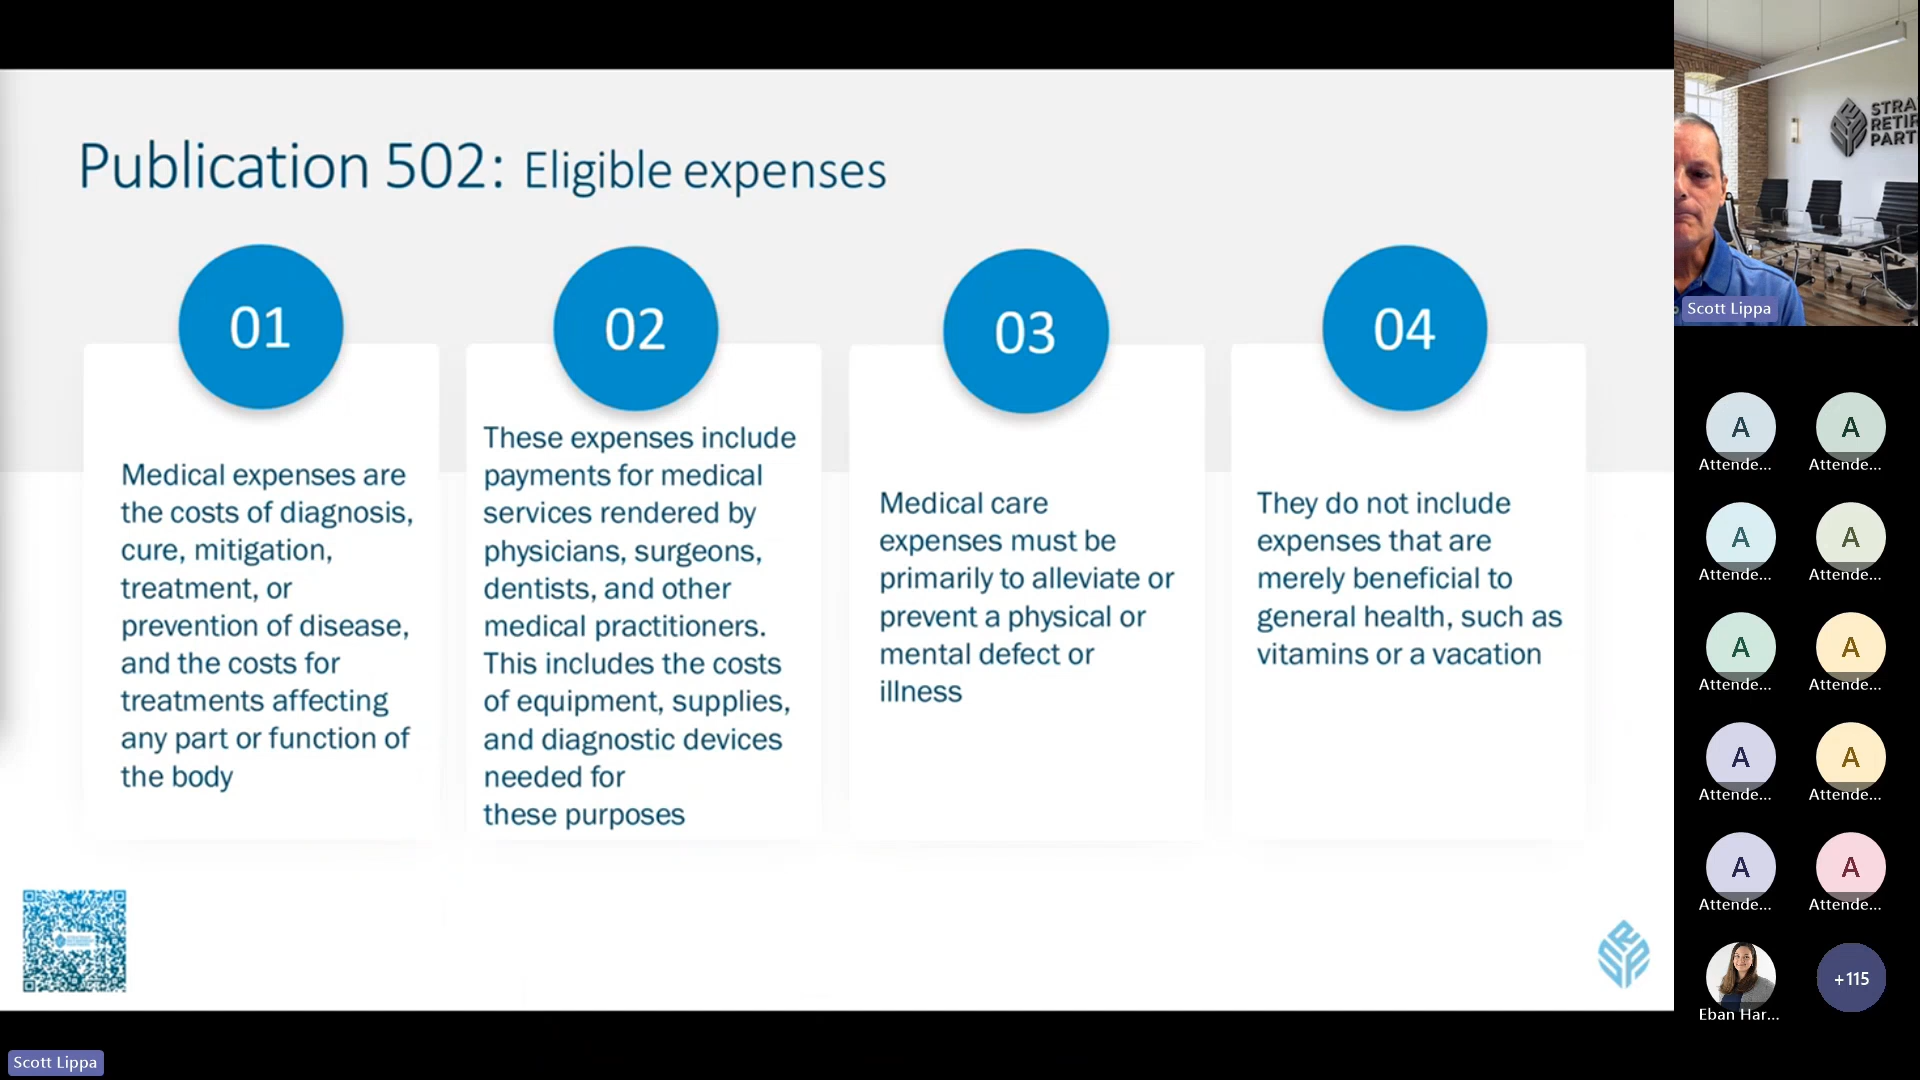 Publication 502: Eligible expenses
01
Medical expenses are
the costs of diagnosis,
cure, mitigation,
treatment, or
prevention of disease,
and the costs for
treatments affecting
any part or function of
the body
02
These expenses include
payments for medical
services rendered by
physicians, surgeons,
dentists, and other
medical practitioners.
This includes the costs
of equipment, supplies,
and diagnostic devices
needed for
these purposes
03
Medical care
expenses must be
primarily to alleviate or
prevent a physical or
mental defect or
illness
04
They do not include
expenses that are
merely beneficial to
general health, such as
vitamins or a vacation
STRA
RETIR
PART
Scott Lippa
A
Attende...
A
Attende...
A
Attende...
A
Attende...
A
Attende...
A
Attende...
A
Attende...
A
Attende...
A
Attende...
A
Attende...
Eban Har...
+115
Scott Lippa